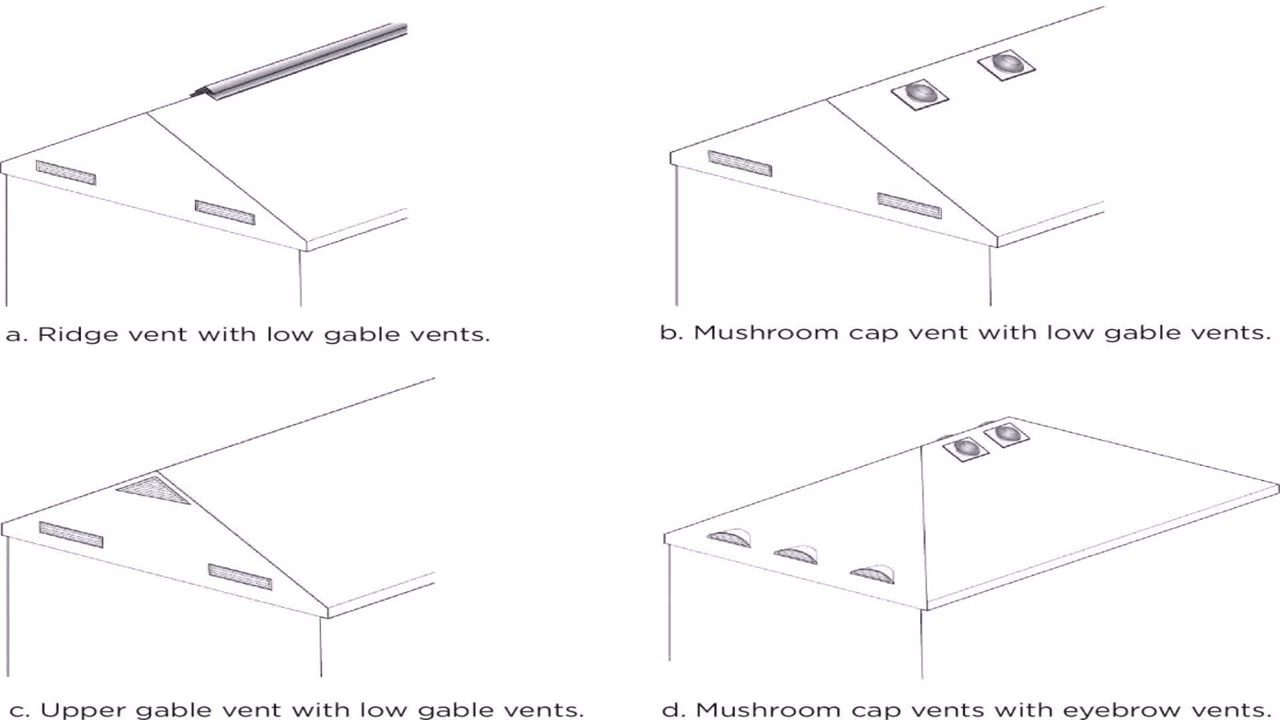 a. Ridge vent with low gable vents.
b. Mushroom cap vent with low gable vents.
c. Upper gable vent with low gable vents.
d. Mushroom cap vents with eyebrow vents.